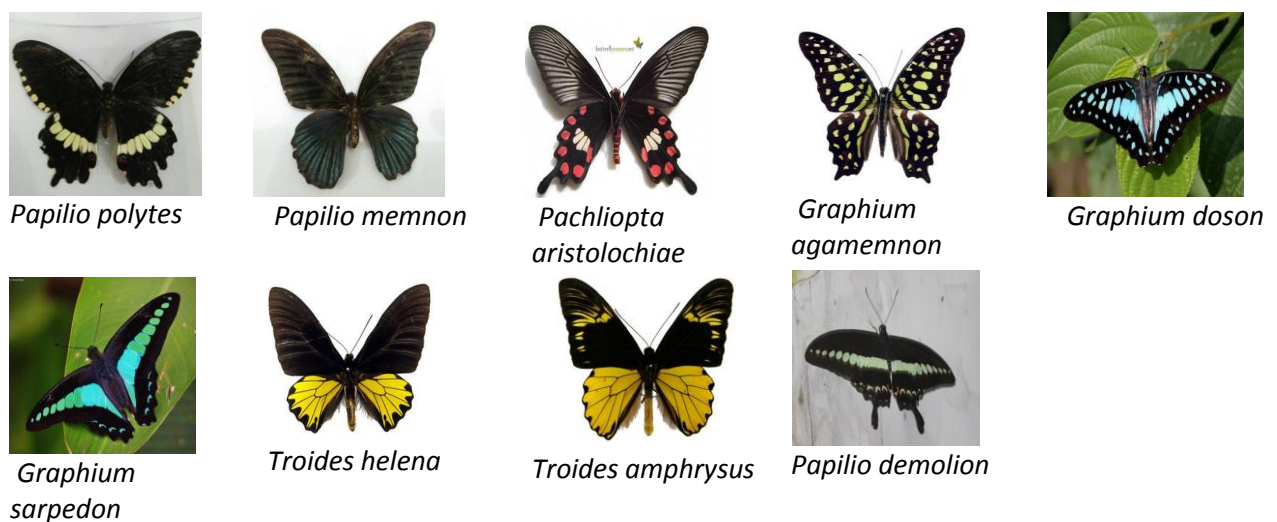 Papilio polytes
Papilio memnon
Pachliopta
aristolochiae
Graphium
agamemnon
Graphium doson
Graphium
sarpedon
Troides helena
Troides amphrysus
Papilio demolion